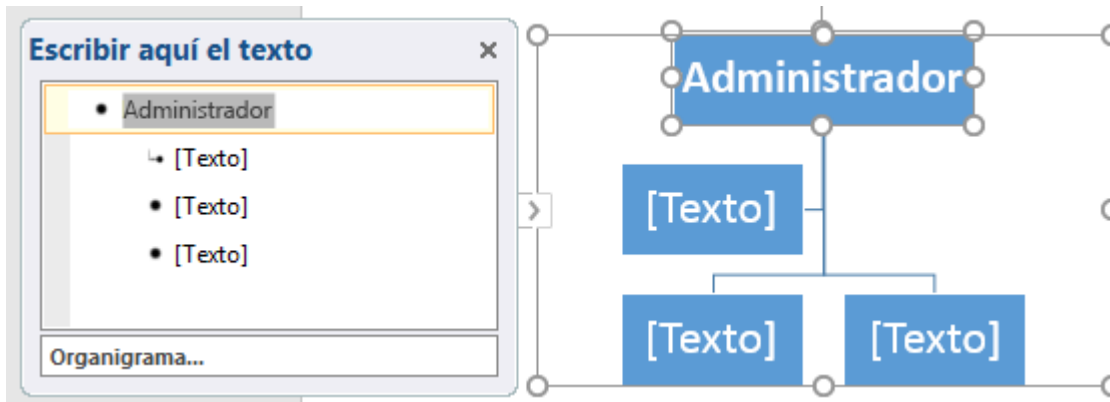 Escribir aquí el texto
Administrador
[Texto]
[Texto]
[Texto]
Organigrama...
Administrador
[Texto]
[Texto]
[Texto]